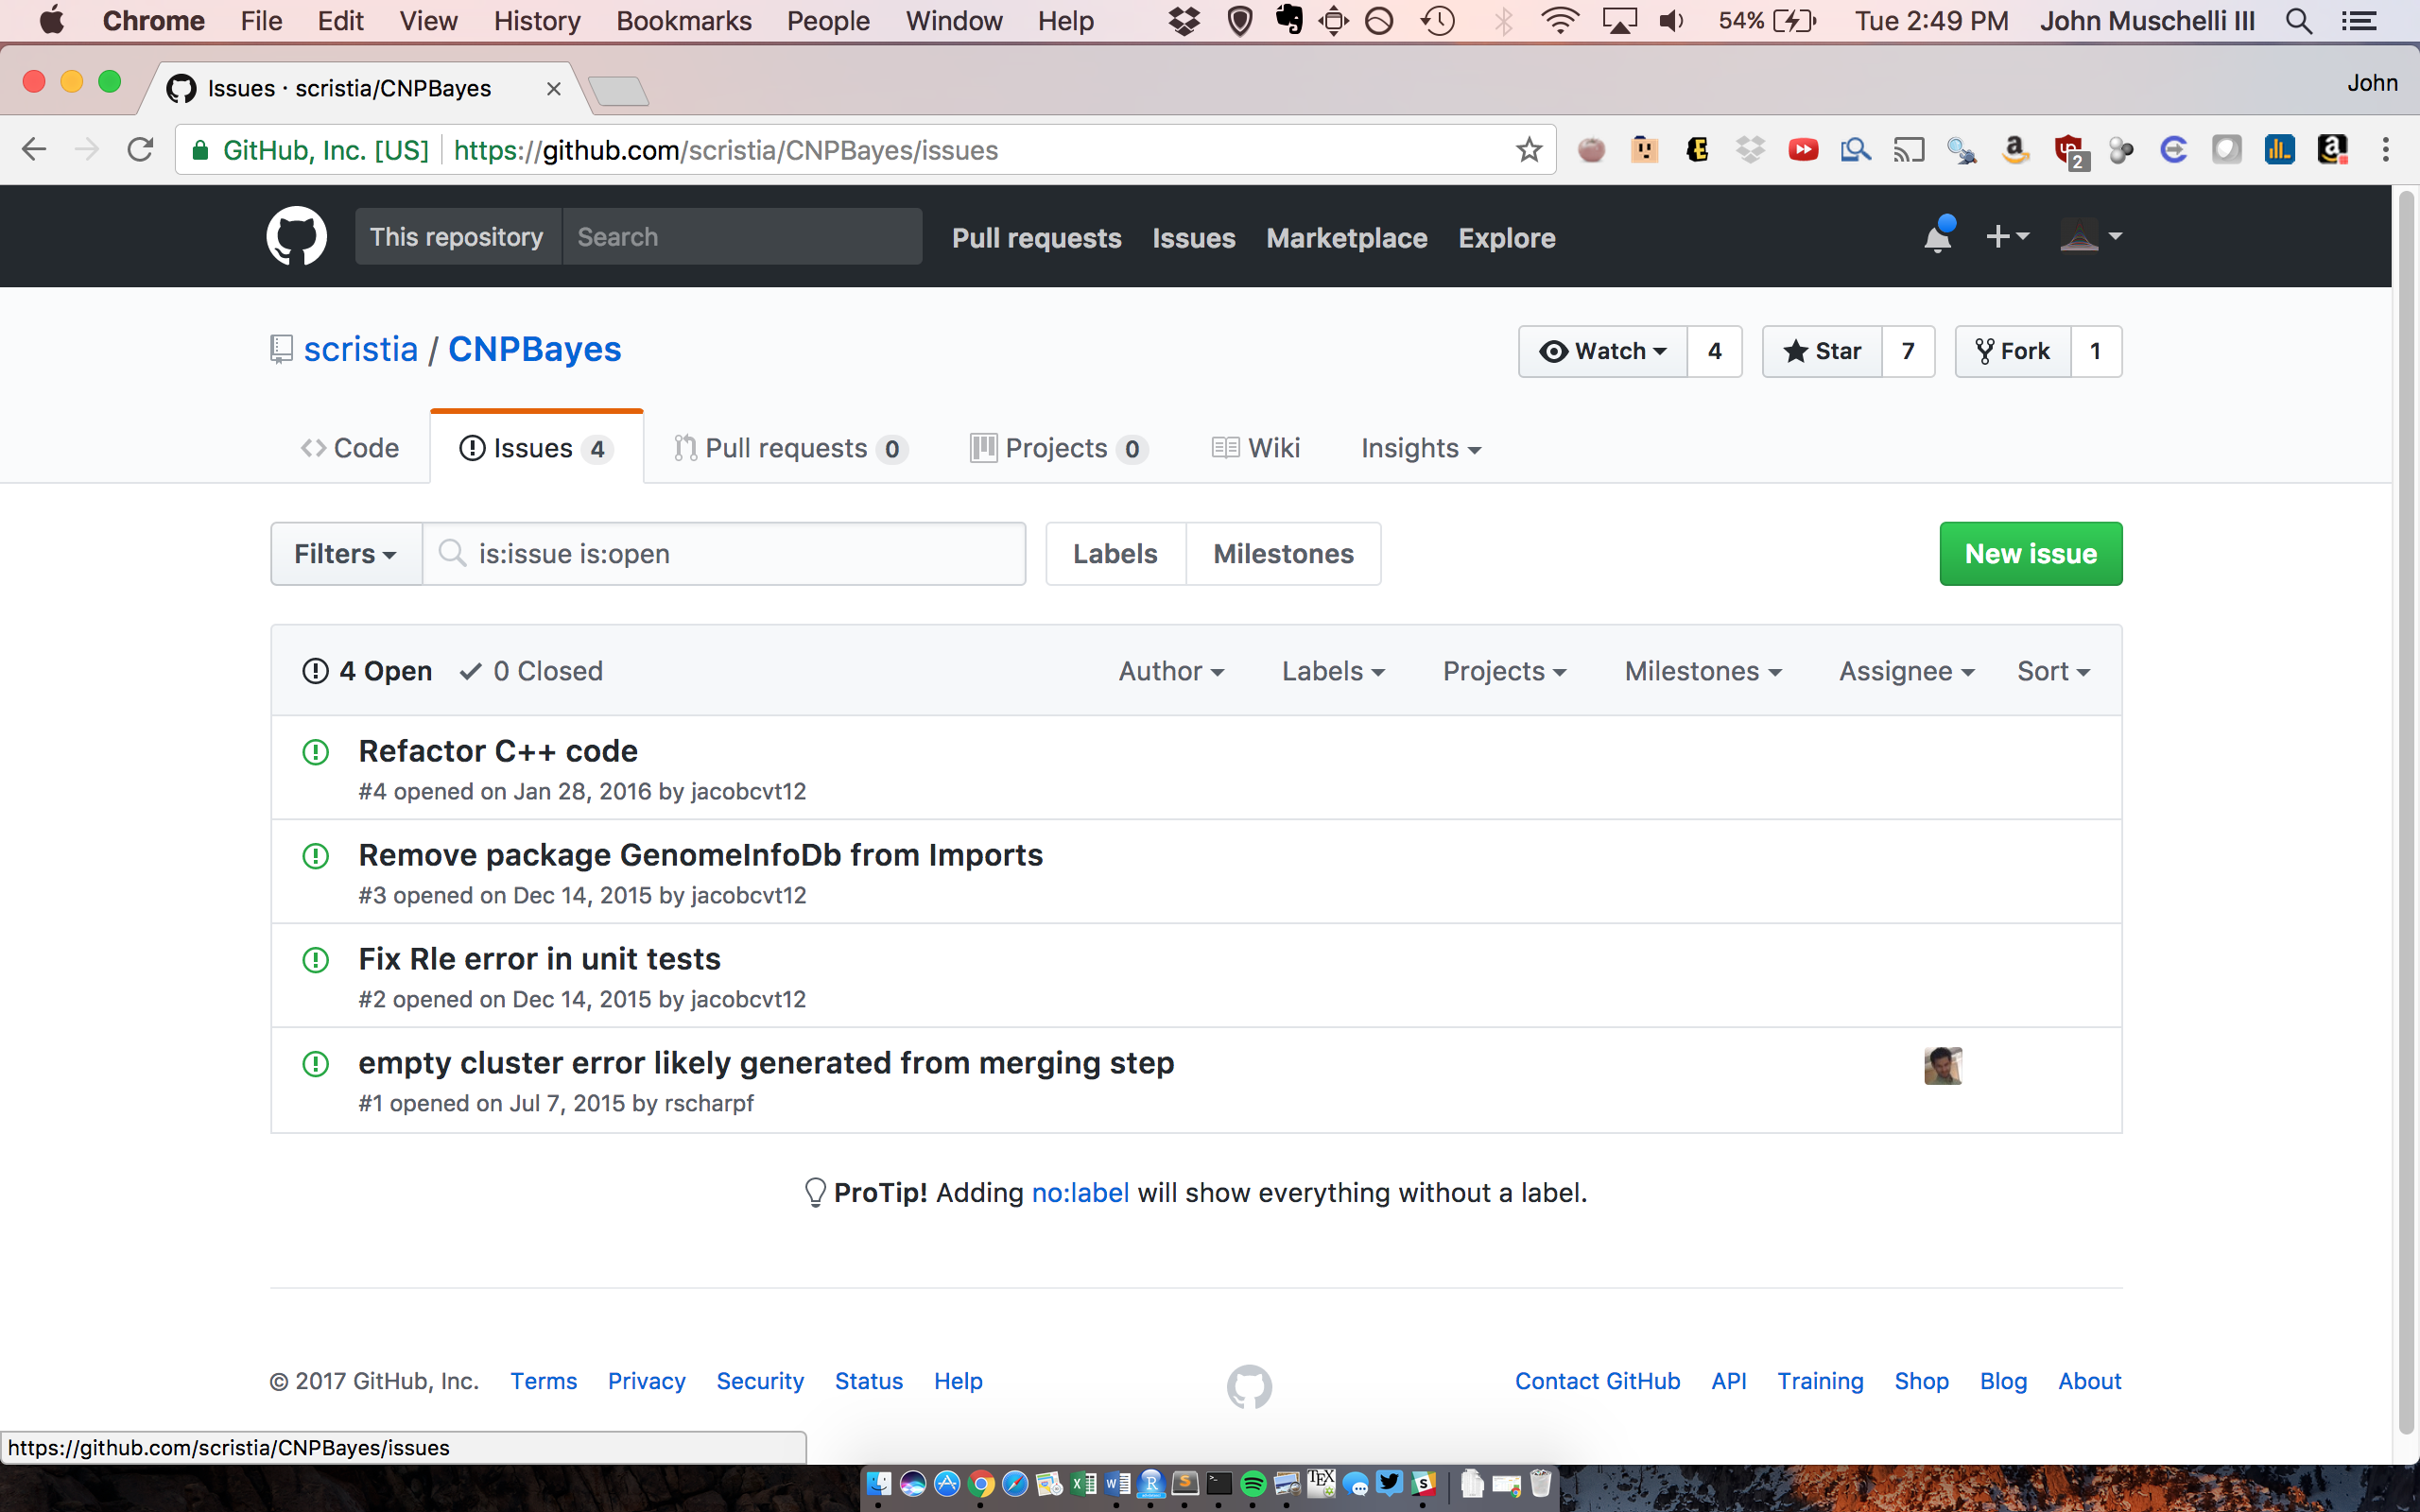 Chrome File Edit View History Bookmarks People Window Help 54% Tue 2:49 PM John Muschelli III
Issues · scristia/CNPBayes John
GitHub, Inc. [US] https://github.com/scristia/CNPBayes/issues 2
This repository Search Pull requests Issues Marketplace Explore
scristia / CNPBayes Watch 4 Star 7 Fork 1
Code Issues 4 Pull requests 0 Projects 0 Wiki Insights
Filters is:issue is:open Labels Milestones New issue
4 Open 0 Closed Author Labels Projects Milestones Assignee Sort
Refactor C++ code
#4 opened on Jan 28, 2016 by jacobcvt12
Remove package GenomeInfoDb from Imports
#3 opened on Dec 14, 2015 by jacobcvt12
Fix Rle error in unit tests
#2 opened on Dec 14, 2015 by jacobcvt12
empty cluster error likely generated from merging step
#1 opened on Jul 7, 2015 by rscharpf
ProTip! Adding no:label will show everything without a label.
© 2017 GitHub, Inc. Terms Privacy Security Status Help Contact GitHub API Training Shop Blog About
https://github.com/scristia/CNPBayes/issues